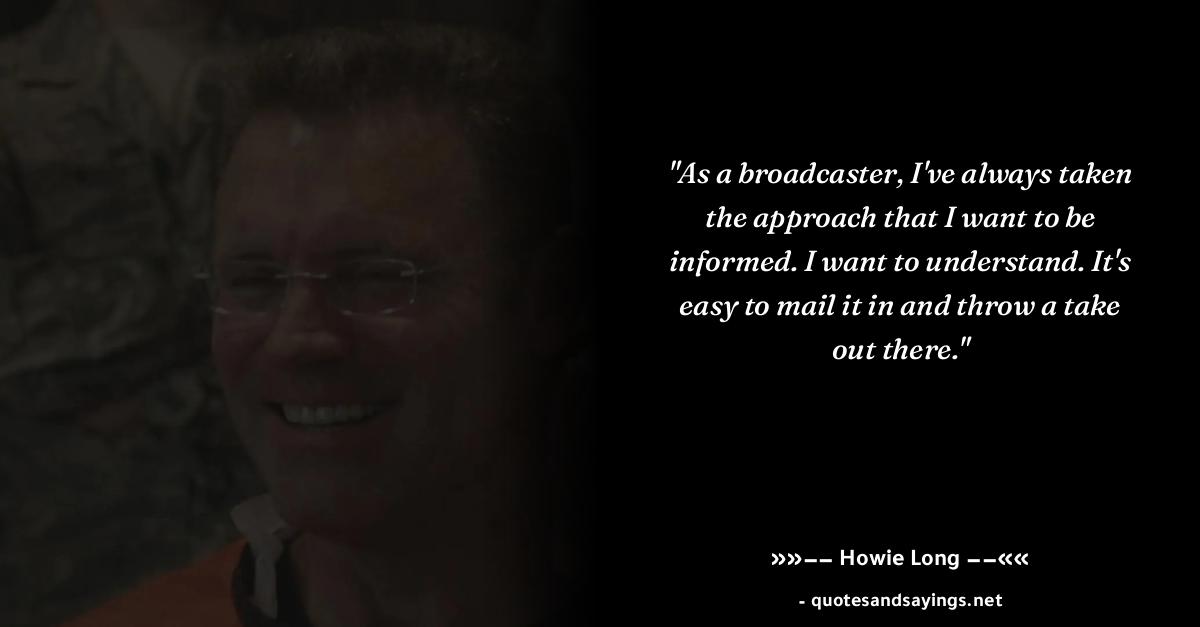 "As a broadcaster, I've always taken
the approach that I want to be
informed. I want to understand. It's
easy to mail it in and throw a take
out there."
»»–– Howie Long ––««
- quotesandsayings.net